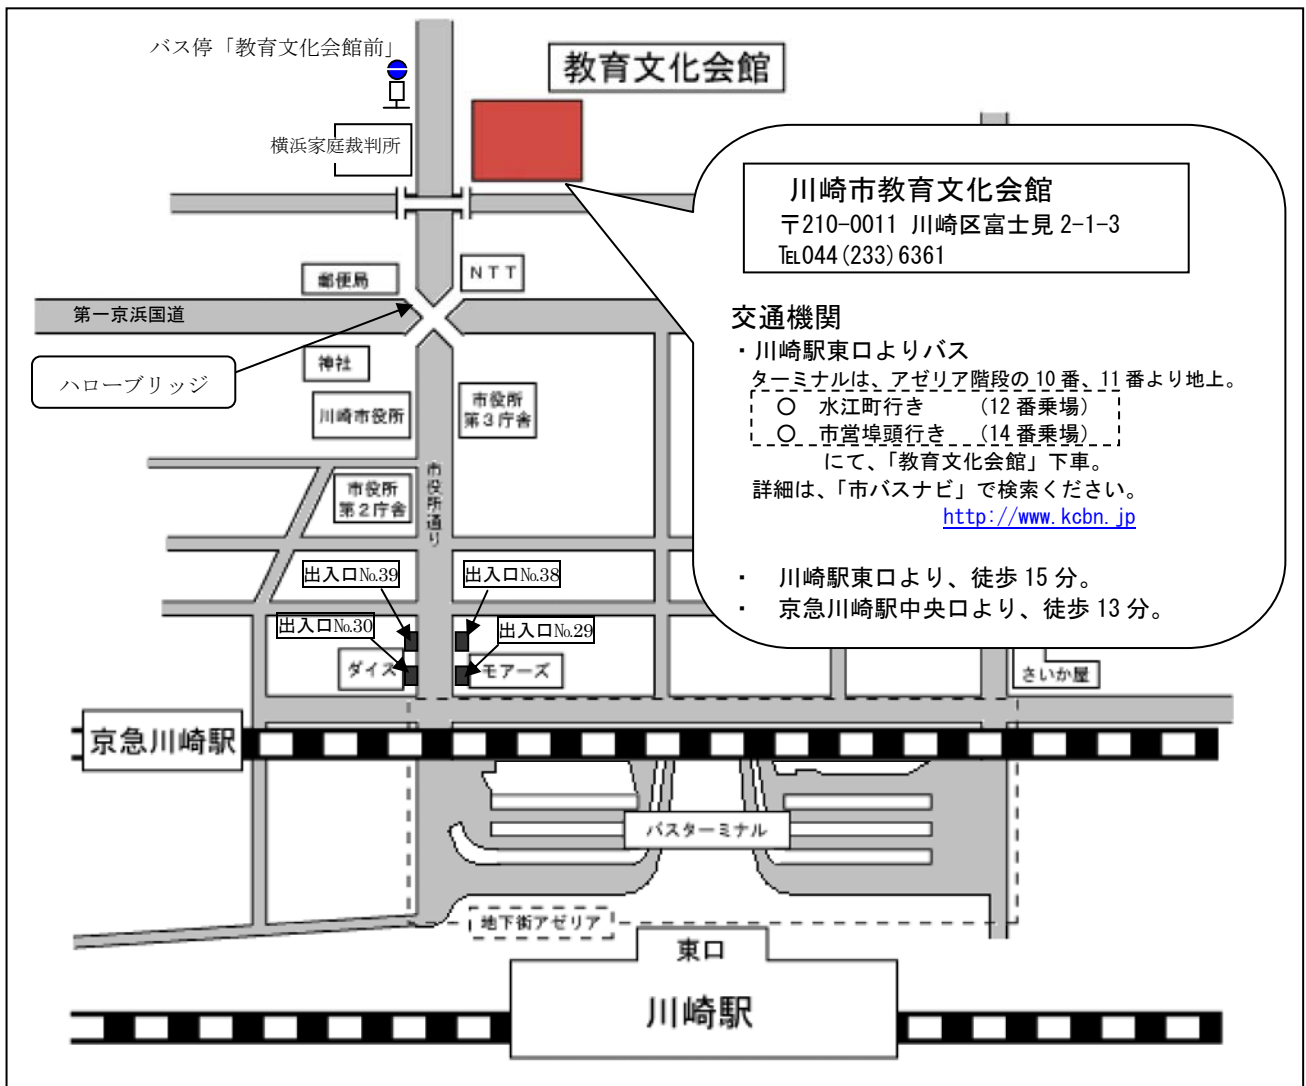 バス停「教育文化会館前」
教育文化会館
横浜家庭裁判所
川崎市教育文化会館
〒210-0011 川崎区富士見 2-1-3
℡044(233)6361
郵便局
NTT
第一京浜国道
ハローブリッジ
神社
川崎市役所
市役所
第3庁舎
市役所
第2庁舎
市役所通り
交通機関
・川崎駅東口よりバス
ターミナルは、アゼリア階段の 10 番、11 番より地上。
○ 水江町行き (12 番乗場)
○ 市営埠頭行き (14 番乗場)
にて、「教育文化会館」下車。
詳細は、「市バスナビ」で検索ください。
http://www.kcbn.jp
・ 川崎駅東口より、徒歩 15 分。
・ 京急川崎駅中央口より、徒歩 13 分。
出入口№39
出入口№38
出入口№30
出入口№29
ダイス
モアーズ
さいか屋
京急川崎駅
バスターミナル
地下街アゼリア
東口
川崎駅